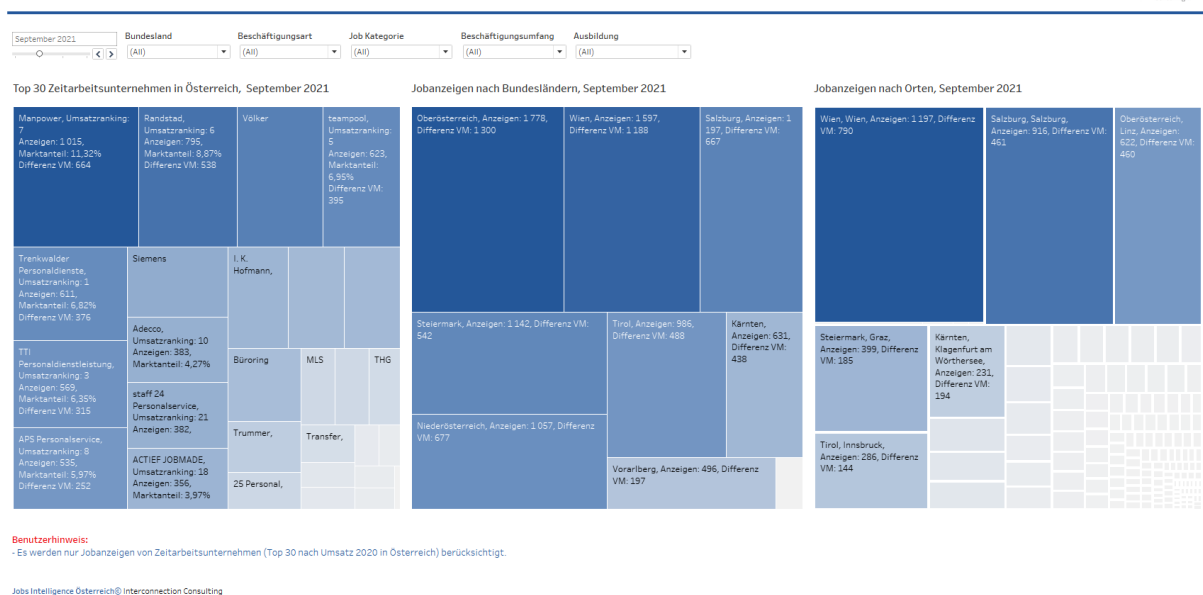 September 2021
Bundesland
(All)
Beschäftigungsart
(All)
Job Kategorie
(All)
Beschäftigungsumfang
(All)
Ausbildung
(All)
Top 30 Zeitarbeitsunternehmen in Österreich, September 2021
Manpower, Umsatzranking:
7
Anzeigen: 1 015,
Marktanteil: 11,32%
Differenz VM: 664
Randstad,
Umsatzranking: 6
Anzeigen: 795,
Marktanteil: 8,87%
Differenz VM: 538
Völker
teampool,
Umsatzranking:
5
Anzeigen: 623,
Marktanteil:
6,95%
Differenz VM:
395
Trenkwalder
Personaldienste,
Umsatzranking: 1
Anzeigen: 611,
Marktanteil: 6,82%
Differenz VM: 376
Siemens
I. K.
Hofmann,
Adecco,
Umsatzranking: 10
Anzeigen: 383,
Marktanteil: 4,27%
TTI
Personaldienstleistung,
Umsatzranking: 3
Anzeigen: 569,
Marktanteil: 6,35%
Differenz VM: 315
Büroring
MLS
THG
staff 24
Personalservice,
Umsatzranking: 21
Anzeigen: 382,
APS Personalservice,
Umsatzranking: 8
Anzeigen: 535,
Marktanteil: 5,97%
Differenz VM: 252
Trummer,
Transfer,
ACTIEF JOBMADE,
Umsatzranking: 18
Anzeigen: 356,
Marktanteil: 3,97%
25 Personal,
Jobanzeigen nach Bundesländern, September 2021
Oberösterreich, Anzeigen: 1 778,
Differenz VM: 1 300
Wien, Anzeigen: 1 597,
Differenz VM: 1 188
Salzburg, Anzeigen: 1
197, Differenz VM:
667
Steiermark, Anzeigen: 1 142, Differenz VM:
542
Tirol, Anzeigen: 986,
Differenz VM: 488
Kärnten,
Anzeigen: 631,
Differenz VM:
438
Niederösterreich, Anzeigen: 1 057, Differenz
VM: 677
Vorarlberg, Anzeigen: 496, Differenz
VM: 197
Jobanzeigen nach Orten, September 2021
Wien, Wien, Anzeigen: 1 197, Differenz
VM: 790
Salzburg, Salzburg,
Anzeigen: 916, Differenz VM:
461
Oberösterreich,
Linz, Anzeigen:
622, Differenz VM:
460
Steiermark, Graz,
Anzeigen: 399, Differenz
VM: 185
Kärnten,
Klagenfurt am
Wörthersee,
Anzeigen: 231,
Differenz VM:
194
Tirol, Innsbruck,
Anzeigen: 286, Differenz
VM: 144
Benutzerhinweis:
- Es werden nur Jobanzeigen von Zeitarbeitsunternehmen (Top 30 nach Umsatz 2020 in Österreich) berücksichtigt.
Jobs Intelligence Österreich© Interconnection Consulting